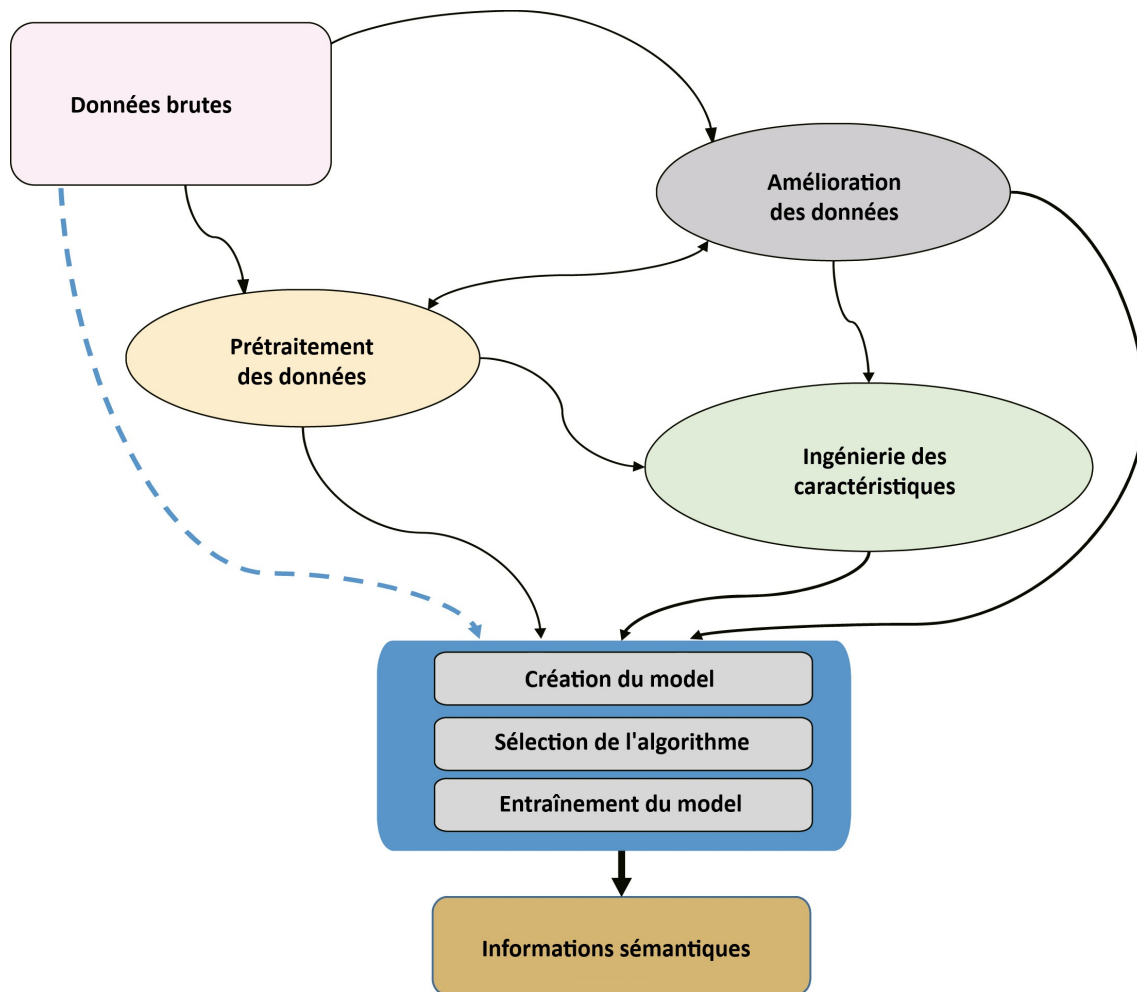 Données brutes
Amélioration
des données
Prétraitement
des données
Ingénierie des
caractéristiques
Création du model
Sélection de l'algorithme
Entraînement du model
Informations sémantiques